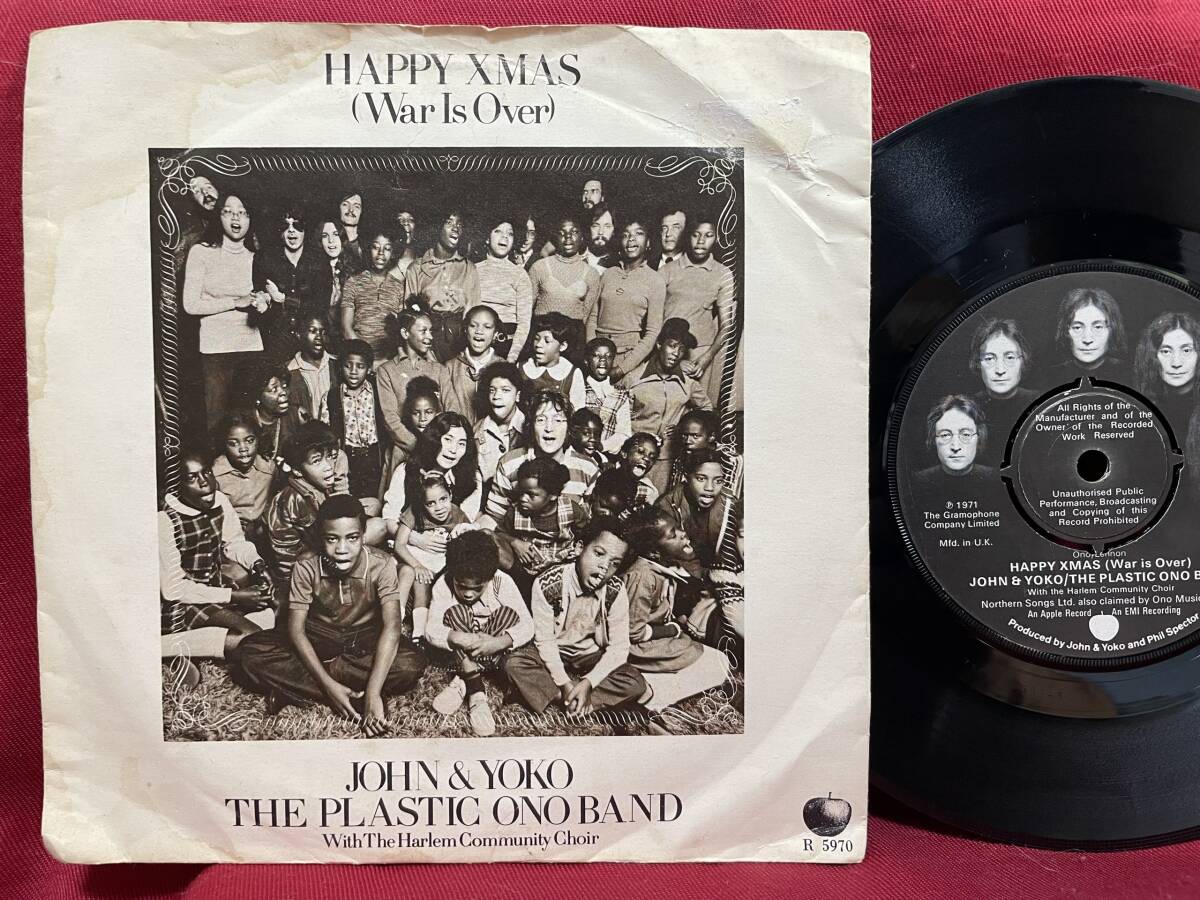 HAPPY XMAS
(War Is Over)
JOHN & YOKO
THE PLASTIC ONO BAND
With The Harlem Community Choir
R 5970
All Rights of the
Manufacturer and of the
Owner of the Recorded
Work Reserved
Unauthorised Public
Performance, Broadcasting
and Copying of this
Record Prohibited
℗ 1971
The Gramophone
Company Limited
Mfd. in U.K.
Ono/Lennon
HAPPY XMAS (War is Over)
JOHN & YOKO/THE PLASTIC ONO B
With the Harlem Community Choir
Northern Songs Ltd. also claimed by Ono Music
An Apple Record An EMI Recording
Produced by John & Yoko and Phil Spector